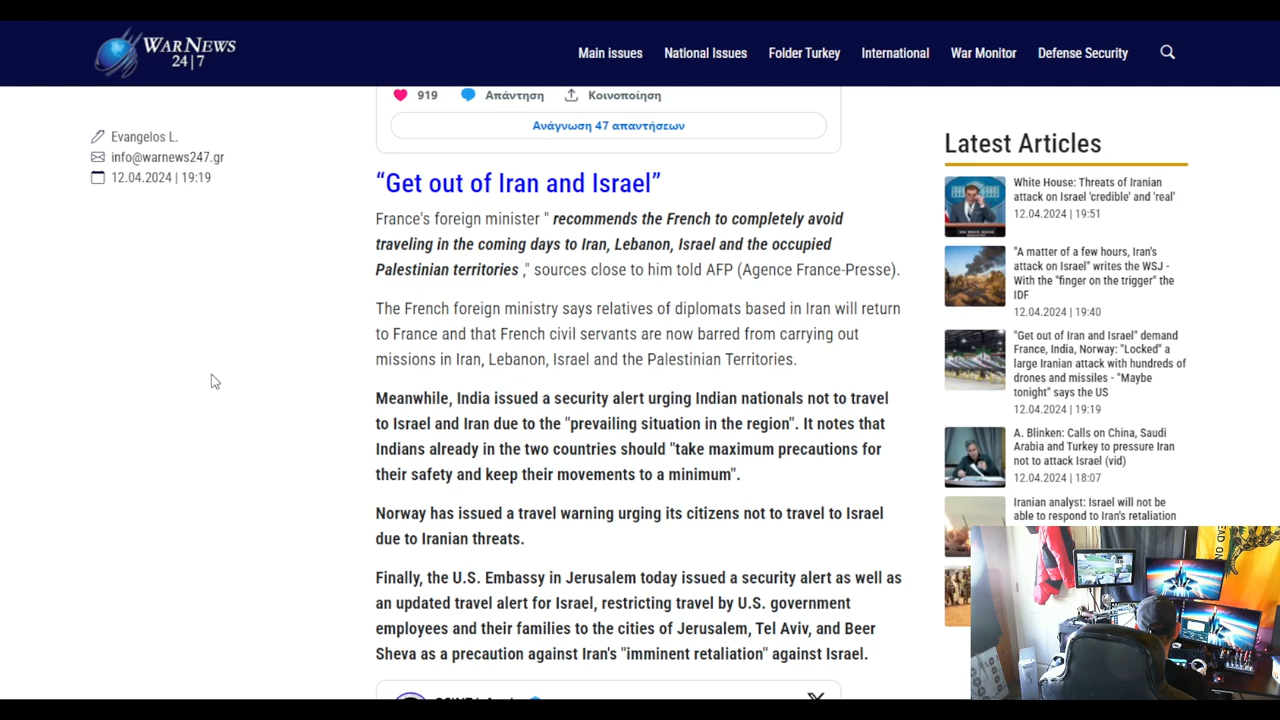 WARNEWS
24|7
Main issues
National Issues
Folder Turkey
International
War Monitor
Defense Security
919
Απάντηση
Κοινοποίηση
Ανάγνωση 47 απαντήσεων
Evangelos L.
info@warnews247.gr
12.04.2024 | 19:19
“Get out of Iran and Israel”
France's foreign minister " recommends the French to completely avoid
traveling in the coming days to Iran, Lebanon, Israel and the occupied
Palestinian territories ," sources close to him told AFP (Agence France-Presse).
The French foreign ministry says relatives of diplomats based in Iran will return
to France and that French civil servants are now barred from carrying out
missions in Iran, Lebanon, Israel and the Palestinian Territories.
Meanwhile, India issued a security alert urging Indian nationals not to travel
to Israel and Iran due to the "prevailing situation in the region". It notes that
Indians already in the two countries should "take maximum precautions for
their safety and keep their movements to a minimum".
Norway has issued a travel warning urging its citizens not to travel to Israel
due to Iranian threats.
Finally, the U.S. Embassy in Jerusalem today issued a security alert as well as
an updated travel alert for Israel, restricting travel by U.S. government
employees and their families to the cities of Jerusalem, Tel Aviv, and Beer
Sheva as a precaution against Iran's "imminent retaliation" against Israel.
Latest Articles
White House: Threats of Iranian
attack on Israel 'credible' and 'real'
12.04.2024 | 19:51
"A matter of a few hours, Iran's
attack on Israel" writes the WSJ -
With the "finger on the trigger" the
IDF
12.04.2024 | 19:40
"Get out of Iran and Israel" demand
France, India, Norway: "Locked" a
large Iranian attack with hundreds of
drones and missiles - "Maybe
tonight" says the US
12.04.2024 | 19:19
A. Blinken: Calls on China, Saudi
Arabia and Turkey to pressure Iran
not to attack Israel (vid)
12.04.2024 | 18:07
Iranian analyst: Israel will not be
able to respond to Iran's retaliation